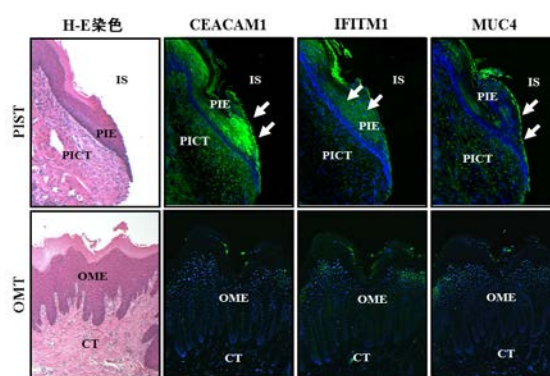 H-E染色 CEACAM1 IFITM1 MUC4
PIST
IS IS IS IS
PIE PIE PIE PIE
PICT PICT PICT PICT
OMT
OME OME OME OME
CT CT CT CT